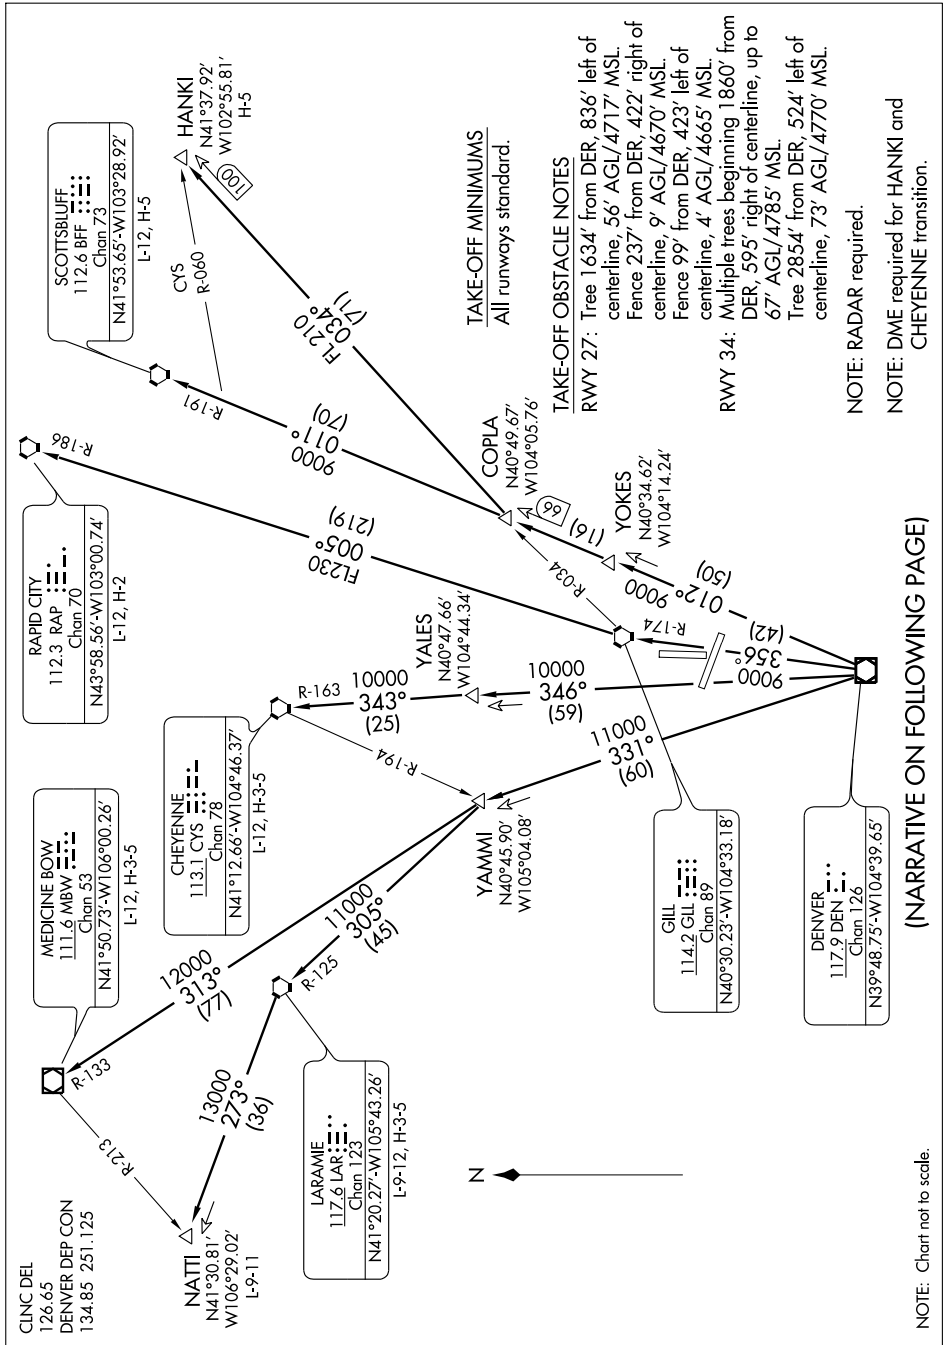 CLNC DEL
126.65
DENVER DEP CON
134.85 251.125
MEDICINE BOW
111.6 MBW
Chan 53
N41°50.73'-W106°00.26'
L-12, H-3-5
RAPID CITY
112.3 RAP
Chan 70
N43°58.56'-W103°00.74'
L-12, H-2
SCOTTSBLUFF
112.6 BFF
Chan 73
N41°53.65'-W103°28.92'
L-12, H-5
HANKI
N41°37.92'
W102°55.81'
H-5
100
CYS
R-060
R-191
R-186
R-133
R-213
NATTI
N41°30.81'
W106°29.02'
L-9-11
13000
273°
(36)
LARAMIE
117.6 LAR
Chan 123
N41°20.27'-W105°43.26'
L-9-12, H-3-5
R-125
12000
313°
(77)
11000
305°
(45)
CHEYENNE
113.1 CYS
Chan 78
N41°12.66'-W104°46.37'
L-12, H-3-5
R-163
R-194
10000
343°
(25)
YALES
N40°47.66'
W104°44.34'
YAMMI
N40°45.90'
W105°04.08'
FL230
005°
(219)
9000
011°
(70)
FL210
034°
(71)
COPLA
N40°49.67'
W104°05.76'
66
(16)
R-034
YOKES
N40°34.62'
W104°14.24'
R-174
10000
346°
(59)
11000
331°
(60)
9000
356°
(42)
9000
012°
(50)
GILL
114.2 GLL
Chan 89
N40°30.23'-W104°33.18'
DENVER
117.9 DEN
Chan 126
N39°48.75'-W104°39.65'
N
TAKE-OFF MINIMUMS
All runways standard.
TAKE-OFF OBSTACLE NOTES
RWY 27: Tree 1634' from DER, 836' left of
centerline, 56' AGL/4717' MSL.
Fence 237' from DER, 422' right of
centerline, 9' AGL/4670' MSL.
Fence 99' from DER, 423' left of
centerline, 4' AGL/4665' MSL.
RWY 34: Multiple trees beginning 1860' from
DER, 595' right of centerline, up to
67' AGL/4785' MSL.
Tree 2854' from DER, 524' left of
centerline, 73' AGL/4770' MSL.
NOTE: RADAR required.
NOTE: DME required for HANKI and
CHEYENNE transition.
(NARRATIVE ON FOLLOWING PAGE)
NOTE: Chart not to scale.